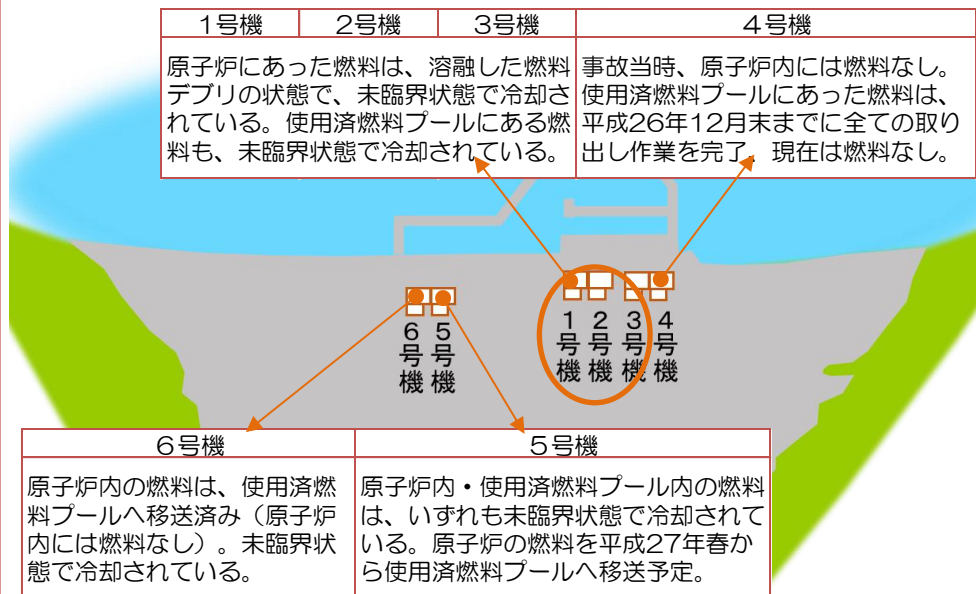 １号機
２号機
３号機
４号機
原子炉にあった燃料は、溶融した燃料
デブリの状態で、未臨界状態で冷却さ
れている。使用済燃料プールにある燃
料も、未臨界状態で冷却されている。
事故当時、原子炉内には燃料なし。
使用済燃料プールにあった燃料は、
平成26年12月末までに全ての取り
出し作業を完了、現在は燃料なし。
６号機
５号機
１号機
２号機
３号機
４号機
６号機
５号機
原子炉内の燃料は、使用済燃
料プールへ移送済み（原子炉
内には燃料なし）。未臨界状
態で冷却されている。
原子炉内・使用済燃料プール内の燃料
は、いずれも未臨界状態で冷却されて
いる。原子炉の燃料を平成27年春か
ら使用済燃料プールへ移送予定。